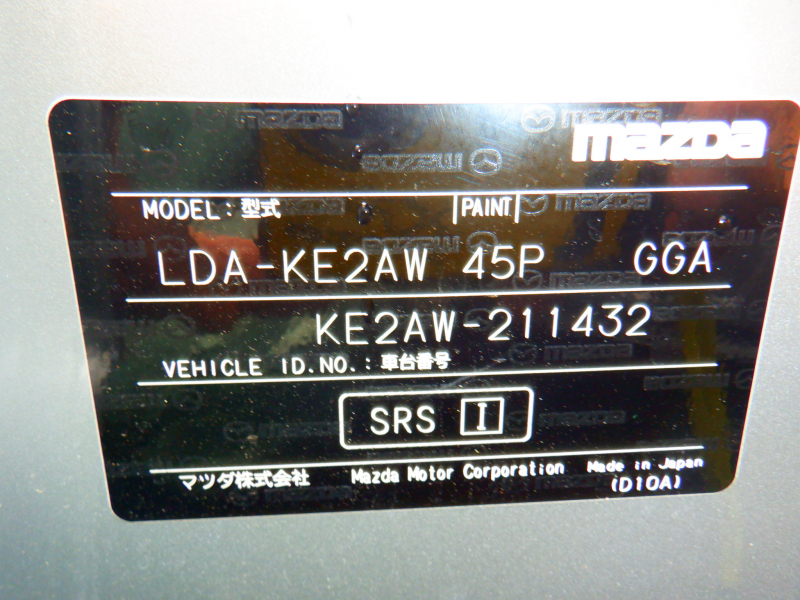 mazda
MODEL: 型式 PAINT
LDA-KE2AW 45P GGA
KE2AW-211432
VEHICLE ID.NO.: 車台番号
SRS I
マツダ株式会社 Mazda Motor Corporation Made in Japan
(D10A)